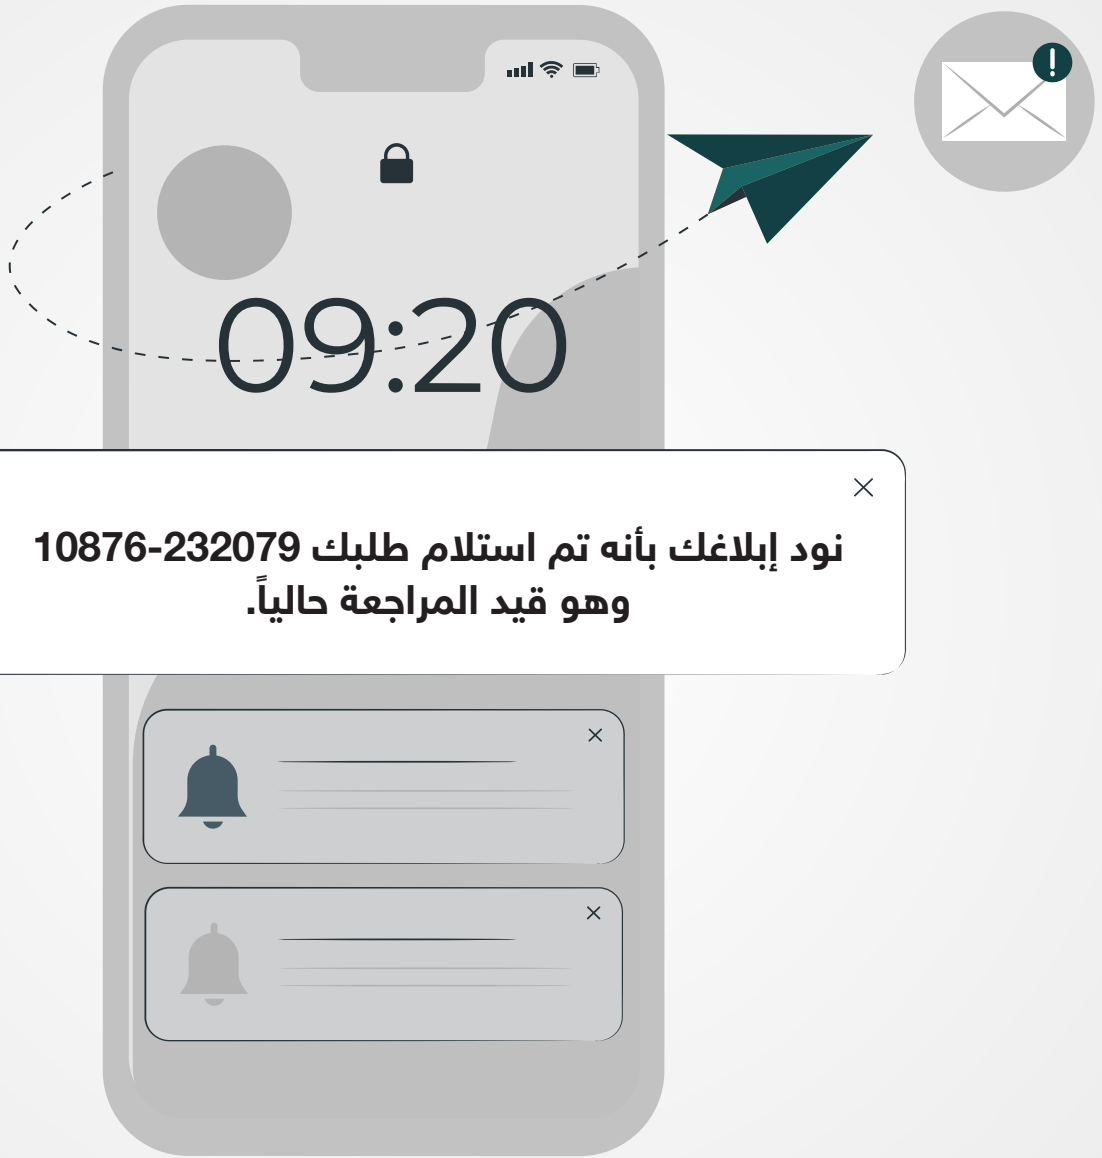 09:20
نود إبلاغك بأنه تم استلام طلبك 232079-10876
وهو قيد المراجعة حالياً.